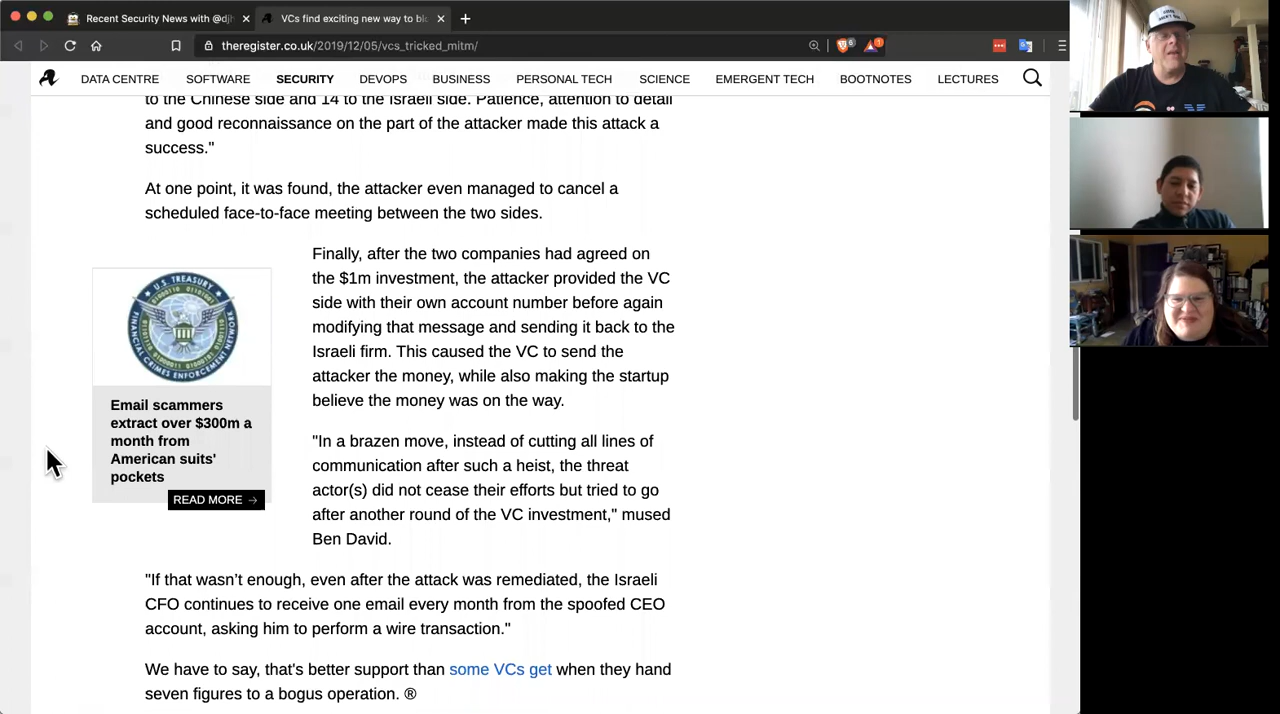 Recent Security News with @djh
VCs find exciting new way to blo
theregister.co.uk/2019/12/05/vcs_tricked_mitm/
6
1
DATA CENTRE SOFTWARE SECURITY DEVOPS BUSINESS PERSONAL TECH SCIENCE EMERGENT TECH BOOTNOTES LECTURES
to the Chinese side and 14 to the Israeli side. Patience, attention to detail
and good reconnaissance on the part of the attacker made this attack a
success."
At one point, it was found, the attacker even managed to cancel a
scheduled face-to-face meeting between the two sides.
Finally, after the two companies had agreed on
the $1m investment, the attacker provided the VC
side with their own account number before again
modifying that message and sending it back to the
Israeli firm. This caused the VC to send the
attacker the money, while also making the startup
believe the money was on the way.
U.S. TREASURY
FINANCIAL CRIMES ENFORCEMENT NETWORK
Email scammers
extract over $300m a
month from
American suits'
pockets
READ MORE →
"In a brazen move, instead of cutting all lines of
communication after such a heist, the threat
actor(s) did not cease their efforts but tried to go
after another round of the VC investment," mused
Ben David.
"If that wasn't enough, even after the attack was remediated, the Israeli
CFO continues to receive one email every month from the spoofed CEO
account, asking him to perform a wire transaction."
We have to say, that's better support than some VCs get when they hand
seven figures to a bogus operation. ®